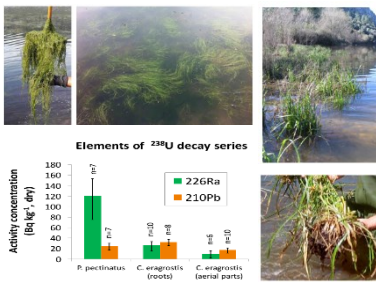 Elements of ²³⁸U decay series
Activity concentration
(Bq kg⁻¹, dry)
180
160
140
120
100
80
60
40
20
0
n=7
n=7
n=10
n=8
n=6
n=10
226Ra
210Pb
P. pectinatus
C. eragrostis
(roots)
C. eragrostis
(aerial parts)